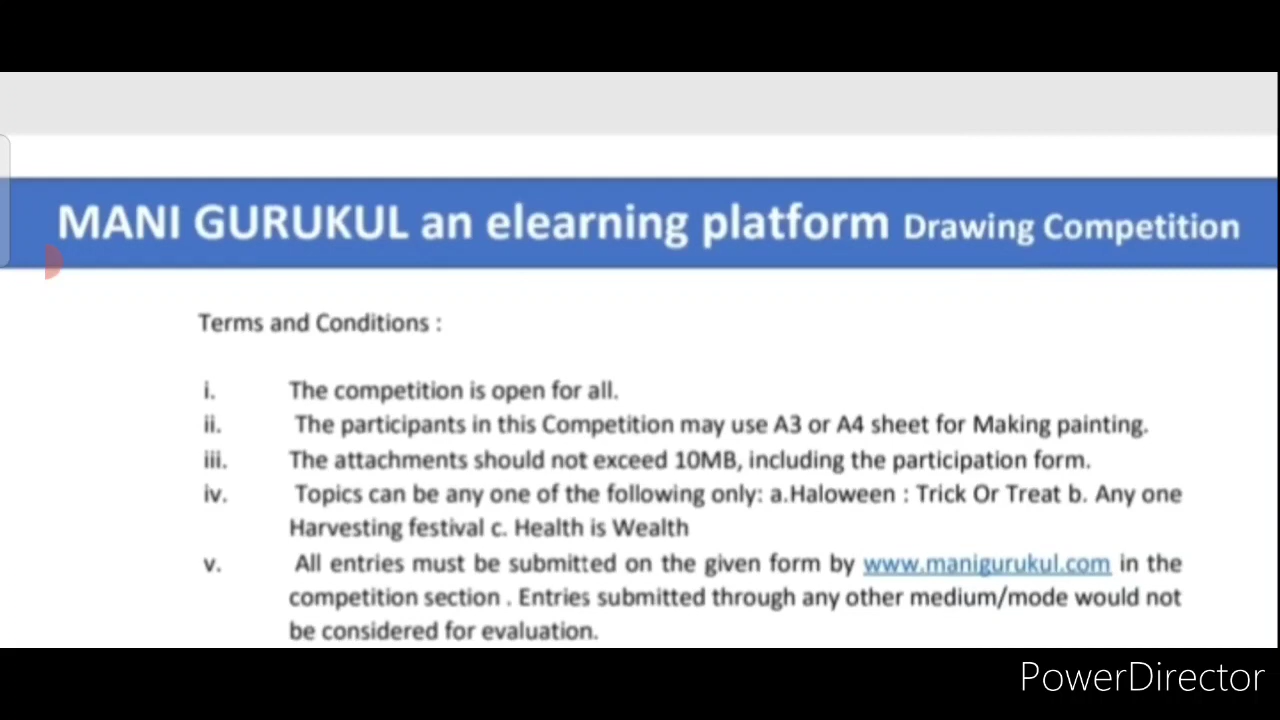 MANI GURUKUL an elearning platform Drawing Competition
Terms and Conditions :
i. The competition is open for all.
ii. The participants in this Competition may use A3 or A4 sheet for Making painting.
iii. The attachments should not exceed 10MB, including the participation form.
iv. Topics can be any one of the following only: a.Haloween : Trick Or Treat b. Any one
Harvesting festival c. Health is Wealth
v. All entries must be submitted on the given form by www.manigurukul.com in the
competition section . Entries submitted through any other medium/mode would not
be considered for evaluation.
PowerDirector